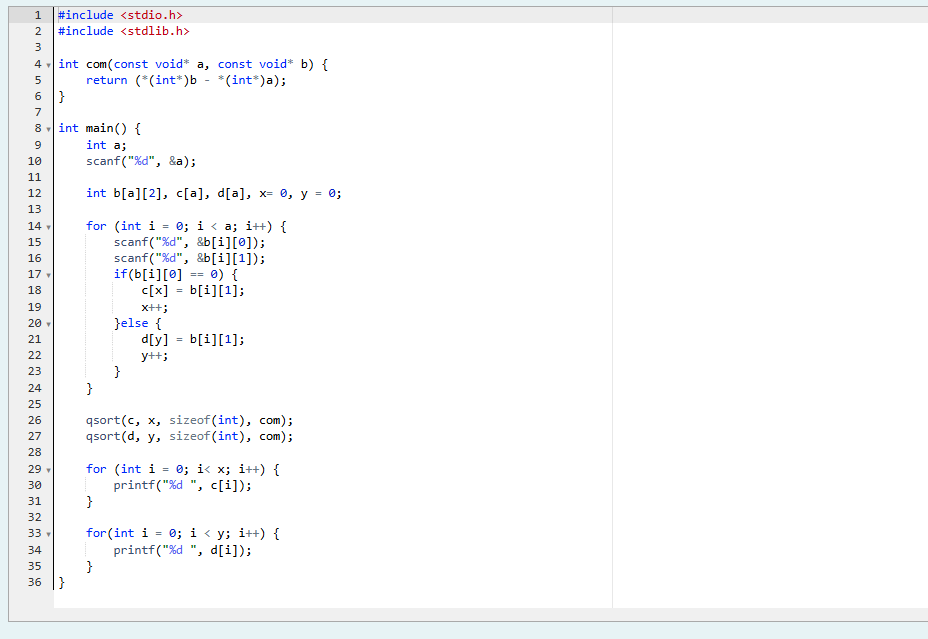 1 #include <stdio.h>
2 #include <stdlib.h>
3
4 int com(const void* a, const void* b) {
5     return (*(int*)b - *(int*)a);
6 }
7
8 int main() {
9     int a;
10     scanf("%d", &a);
11
12     int b[a][2], c[a], d[a], x= 0, y = 0;
13
14     for (int i = 0; i < a; i++) {
15         scanf("%d", &b[i][0]);
16         scanf("%d", &b[i][1]);
17         if(b[i][0] == 0) {
18             c[x] = b[i][1];
19             x++;
20         }else {
21             d[y] = b[i][1];
22             y++;
23         }
24     }
25
26     qsort(c, x, sizeof(int), com);
27     qsort(d, y, sizeof(int), com);
28
29     for (int i = 0; i< x; i++) {
30         printf("%d ", c[i]);
31     }
32
33     for(int i = 0; i < y; i++) {
34         printf("%d ", d[i]);
35     }
36 }